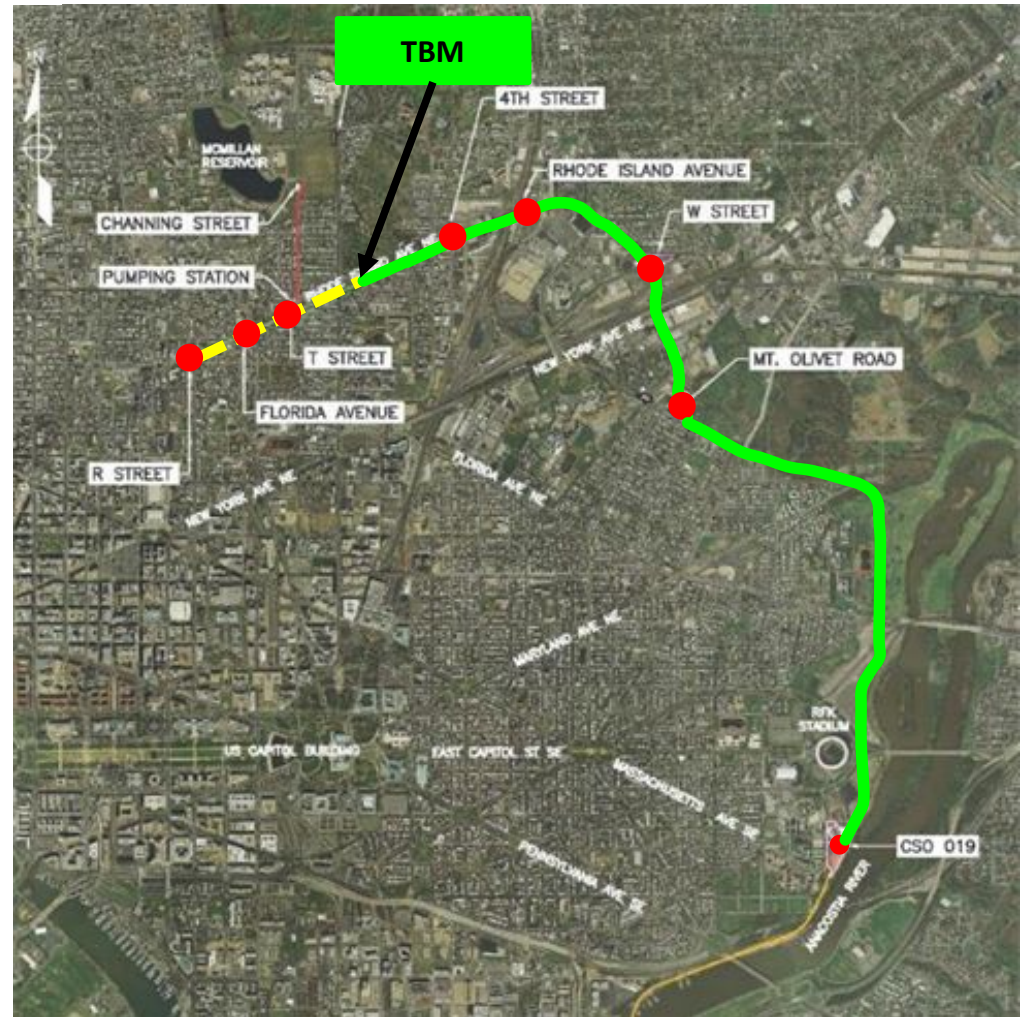 TBM
4TH STREET
MCMILLAN
RESERVOIR
RHODE ISLAND AVENUE
CHANNING STREET
W STREET
AVE NE
PUMPING STATION
NEW YORK AVE NE
T STREET
MT. OLIVET ROAD
FLORIDA AVENUE
R STREET
FLORIDA AVE NE
NEW YORK AVE NE
MARYLAND AVE NE
RFK
STADIUM
US CAPITOL BUILDING
EAST CAPITOL ST SE
MASSACHUSETTS AVE SE
CSO 019
PENNSYLVANIA AVE SE
ANACOSTIA RIVER